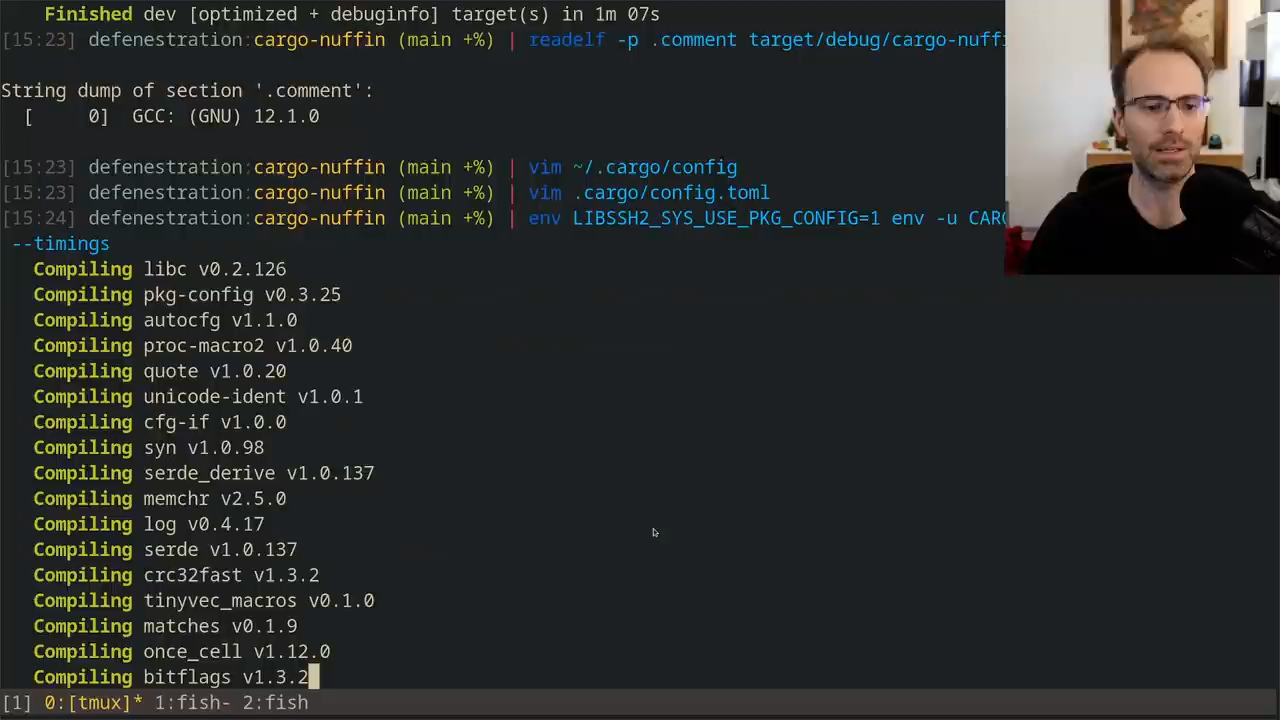 Finished dev [optimized + debuginfo] target(s) in 1m 07s
[15:23] defenestration:cargo-nuffin (main +%) | readelf -p .comment target/debug/cargo-nuffi
String dump of section '.comment':
[ 0] GCC: (GNU) 12.1.0
[15:23] defenestration:cargo-nuffin (main +%) | vim ~/.cargo/config
[15:23] defenestration:cargo-nuffin (main +%) | vim .cargo/config.toml
[15:24] defenestration:cargo-nuffin (main +%) | env LIBSSH2_SYS_USE_PKG_CONFIG=1 env -u CARG
--timings
Compiling libc v0.2.126
Compiling pkg-config v0.3.25
Compiling autocfg v1.1.0
Compiling proc-macro2 v1.0.40
Compiling quote v1.0.20
Compiling unicode-ident v1.0.1
Compiling cfg-if v1.0.0
Compiling syn v1.0.98
Compiling serde_derive v1.0.137
Compiling memchr v2.5.0
Compiling log v0.4.17
Compiling serde v1.0.137
Compiling crc32fast v1.3.2
Compiling tinyvec_macros v0.1.0
Compiling matches v0.1.9
Compiling once_cell v1.12.0
Compiling bitflags v1.3.2
[1] 0:[tmux]* 1:fish- 2:fish